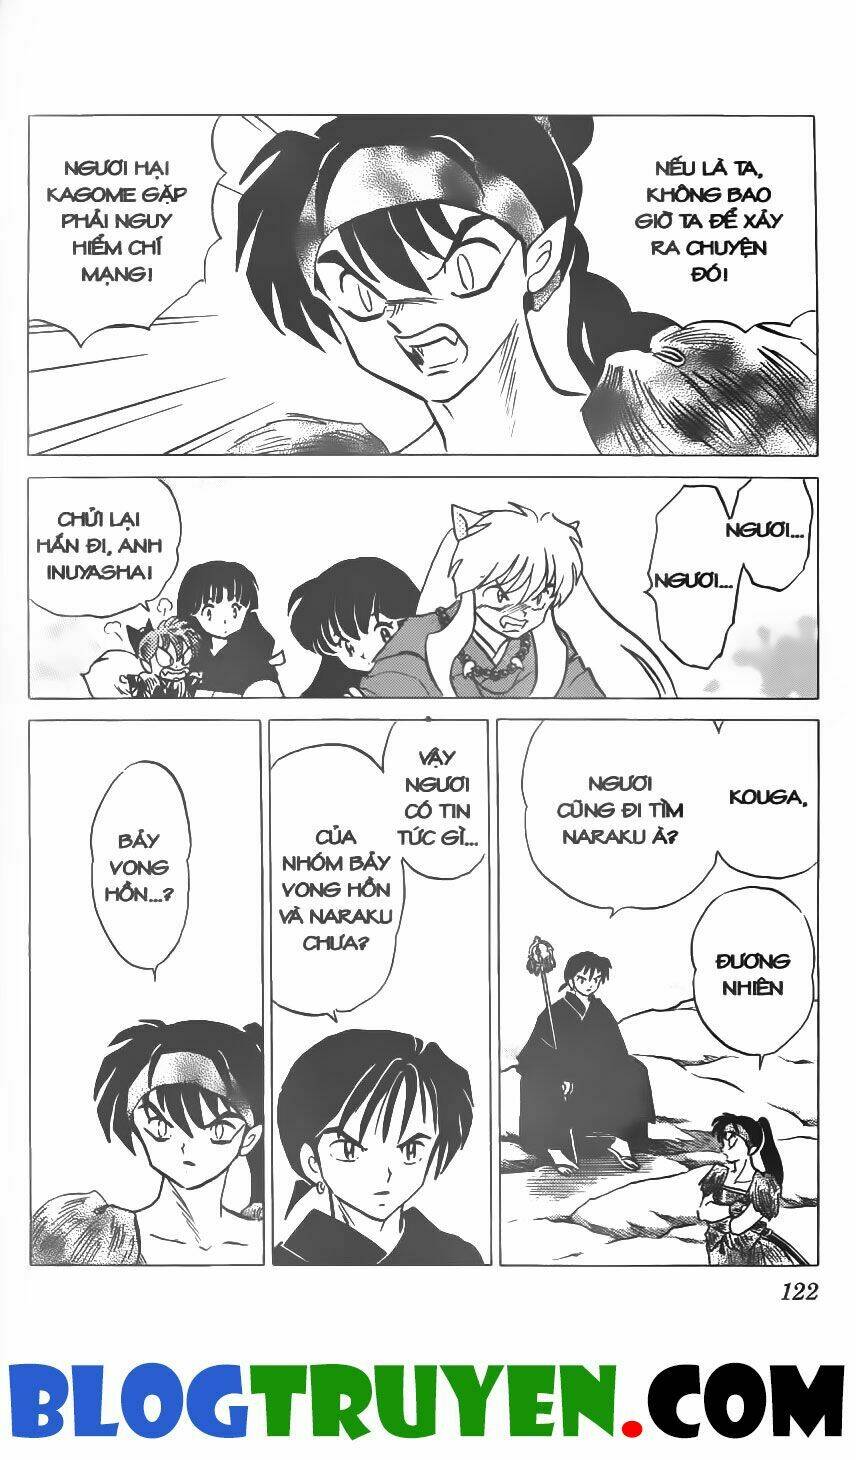 NẾU LÀ TA,
KHÔNG BAO
GIỜ TA ĐỂ XẢY
RA CHUYỆN
ĐÓ!
NGƯƠI HẠI
KAGOME GẶP
PHẢI NGUY
HIỂM CHÍ
MẠNG!
NGƯƠI...
NGƯƠI...
CHỬI LẠI
HẮN ĐI, ANH
INUYASHA!
KOUGA,
NGƯƠI
CŨNG ĐI TÌM
NARAKU À?
ĐƯƠNG
NHIÊN
VẬY
NGƯƠI
CÓ TIN
TỨC GÌ...
CỦA
NHÓM BẢY
VONG HỒN
VÀ NARAKU
CHƯA?
BẢY
VONG
HỒN...?
122
BLOGTRUYEN.COM